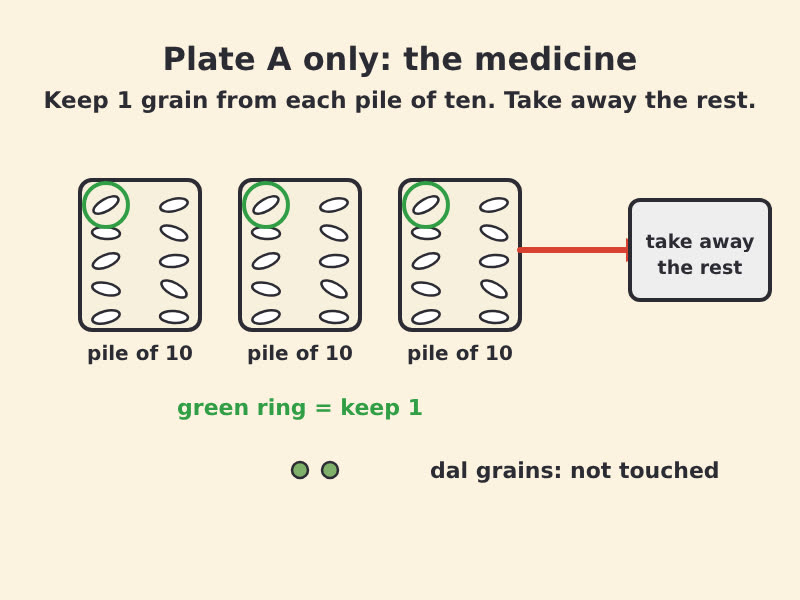 Plate A only: the medicine
Keep 1 grain from each pile of ten. Take away the rest.
take away
the rest
pile of 10
pile of 10
pile of 10
green ring = keep 1
dal grains: not touched